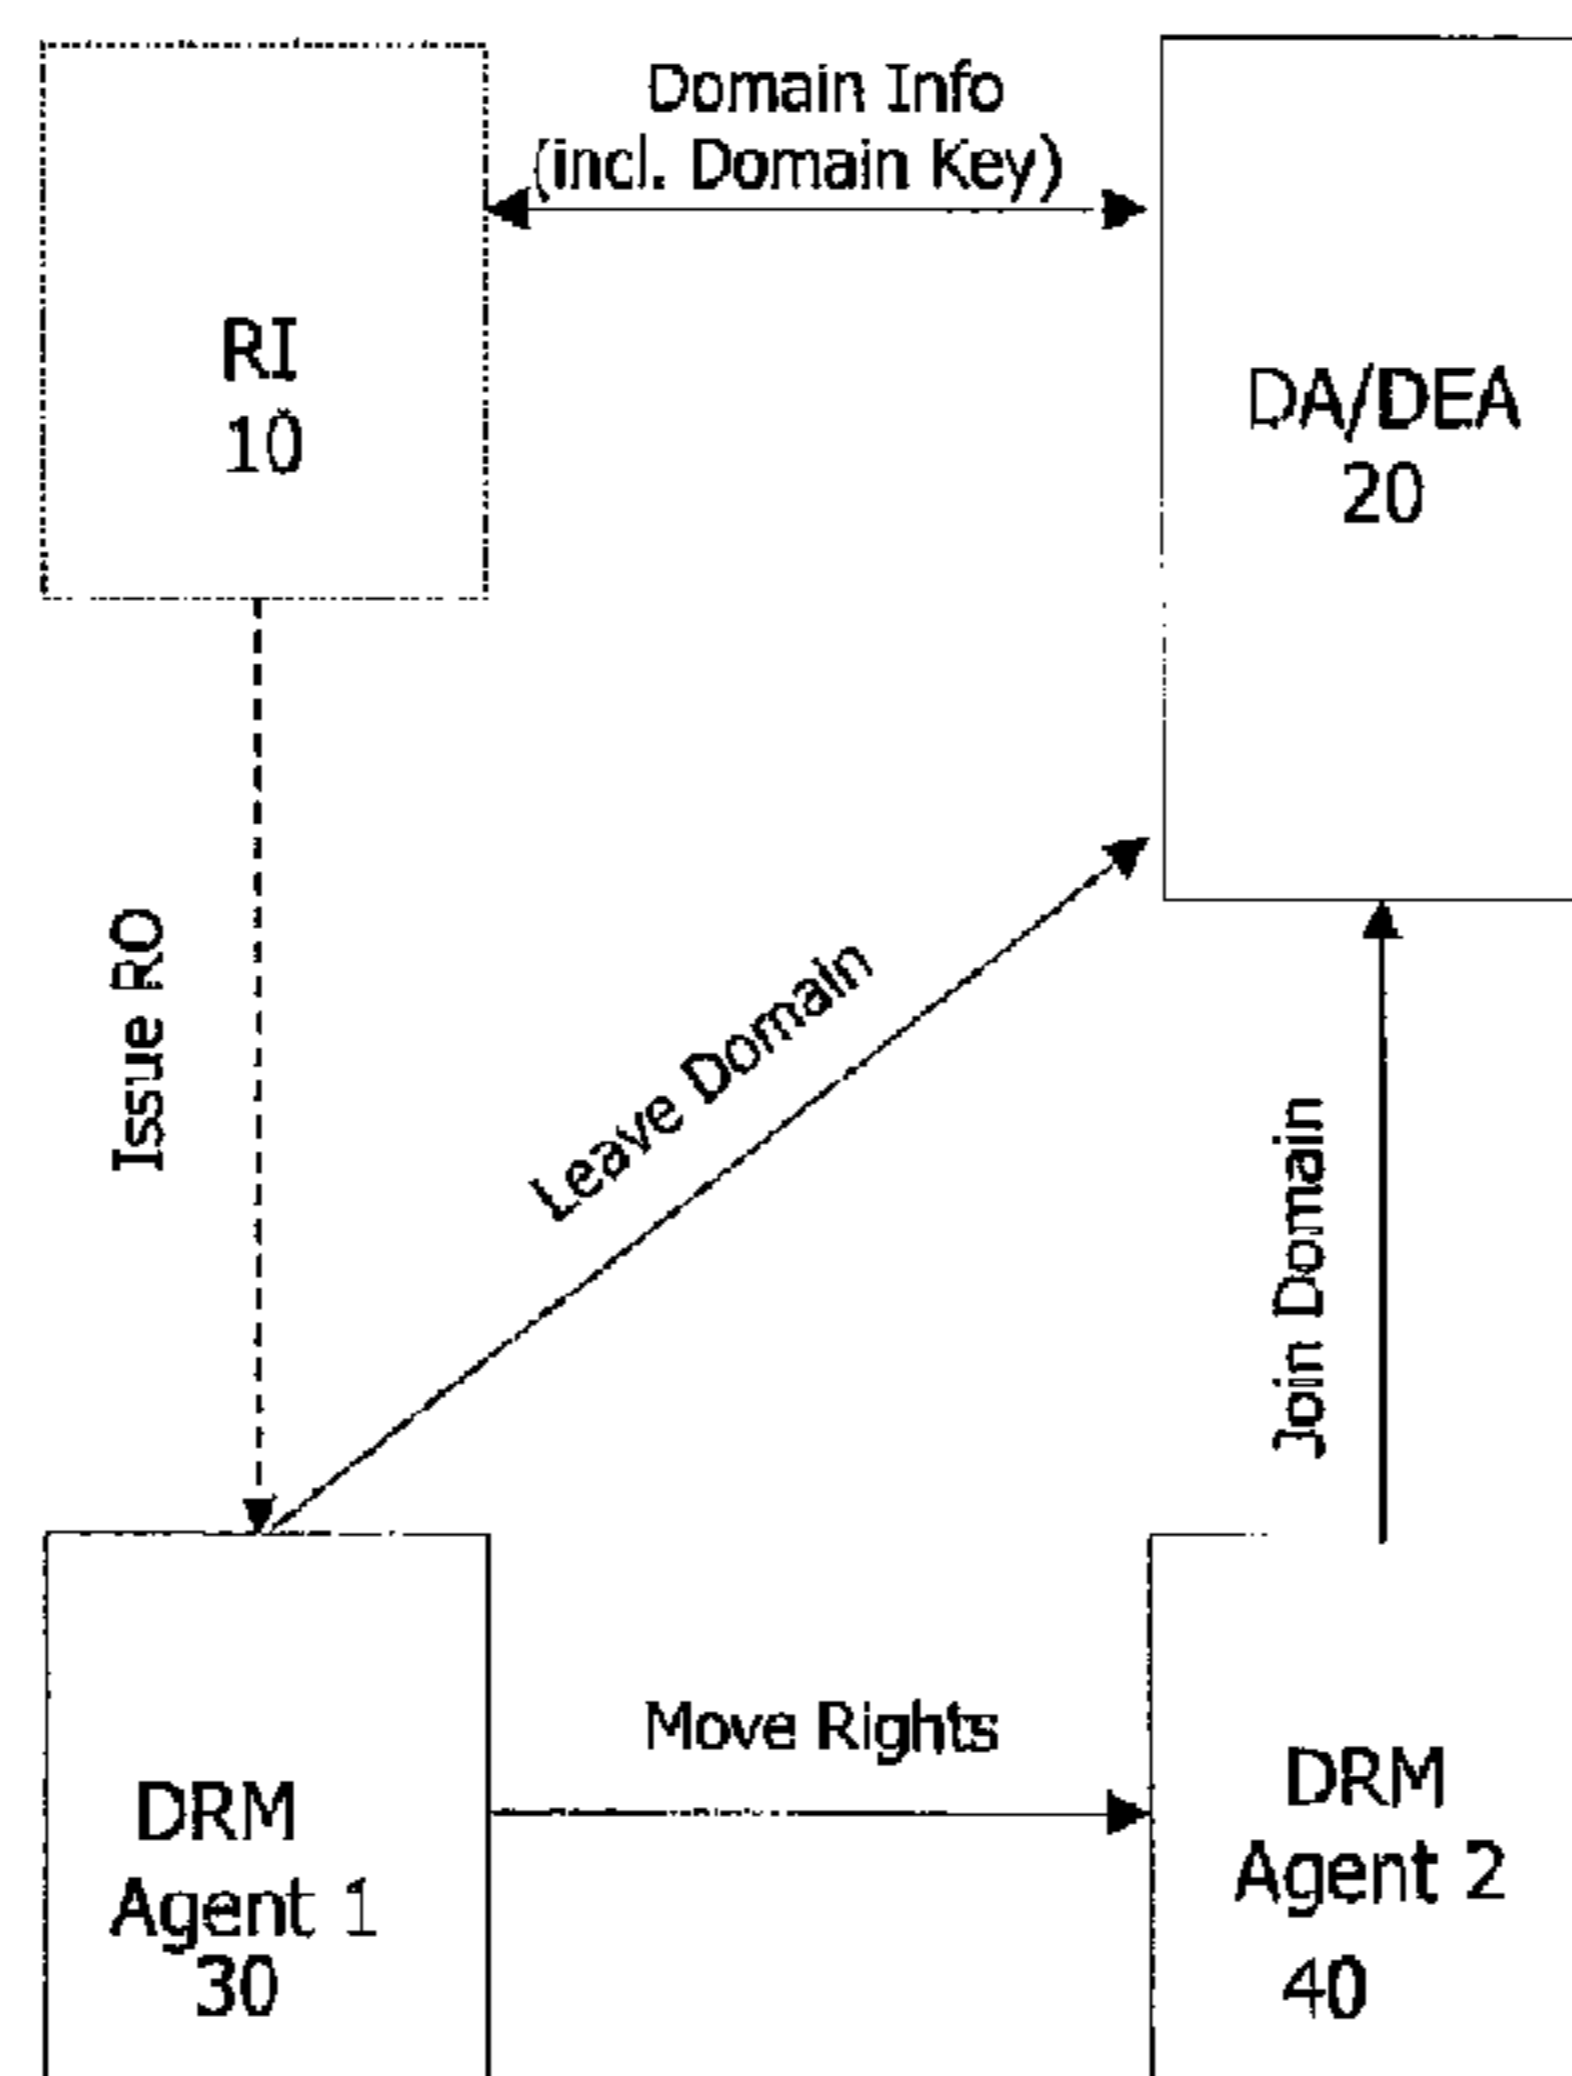 Domain Info
(incl. Domain Key)
RI
10
DA/DEA
20
Issue RO
Leave Domain
Join Domain
Move Rights
DRM
Agent 1
30
DRM
Agent 2
40